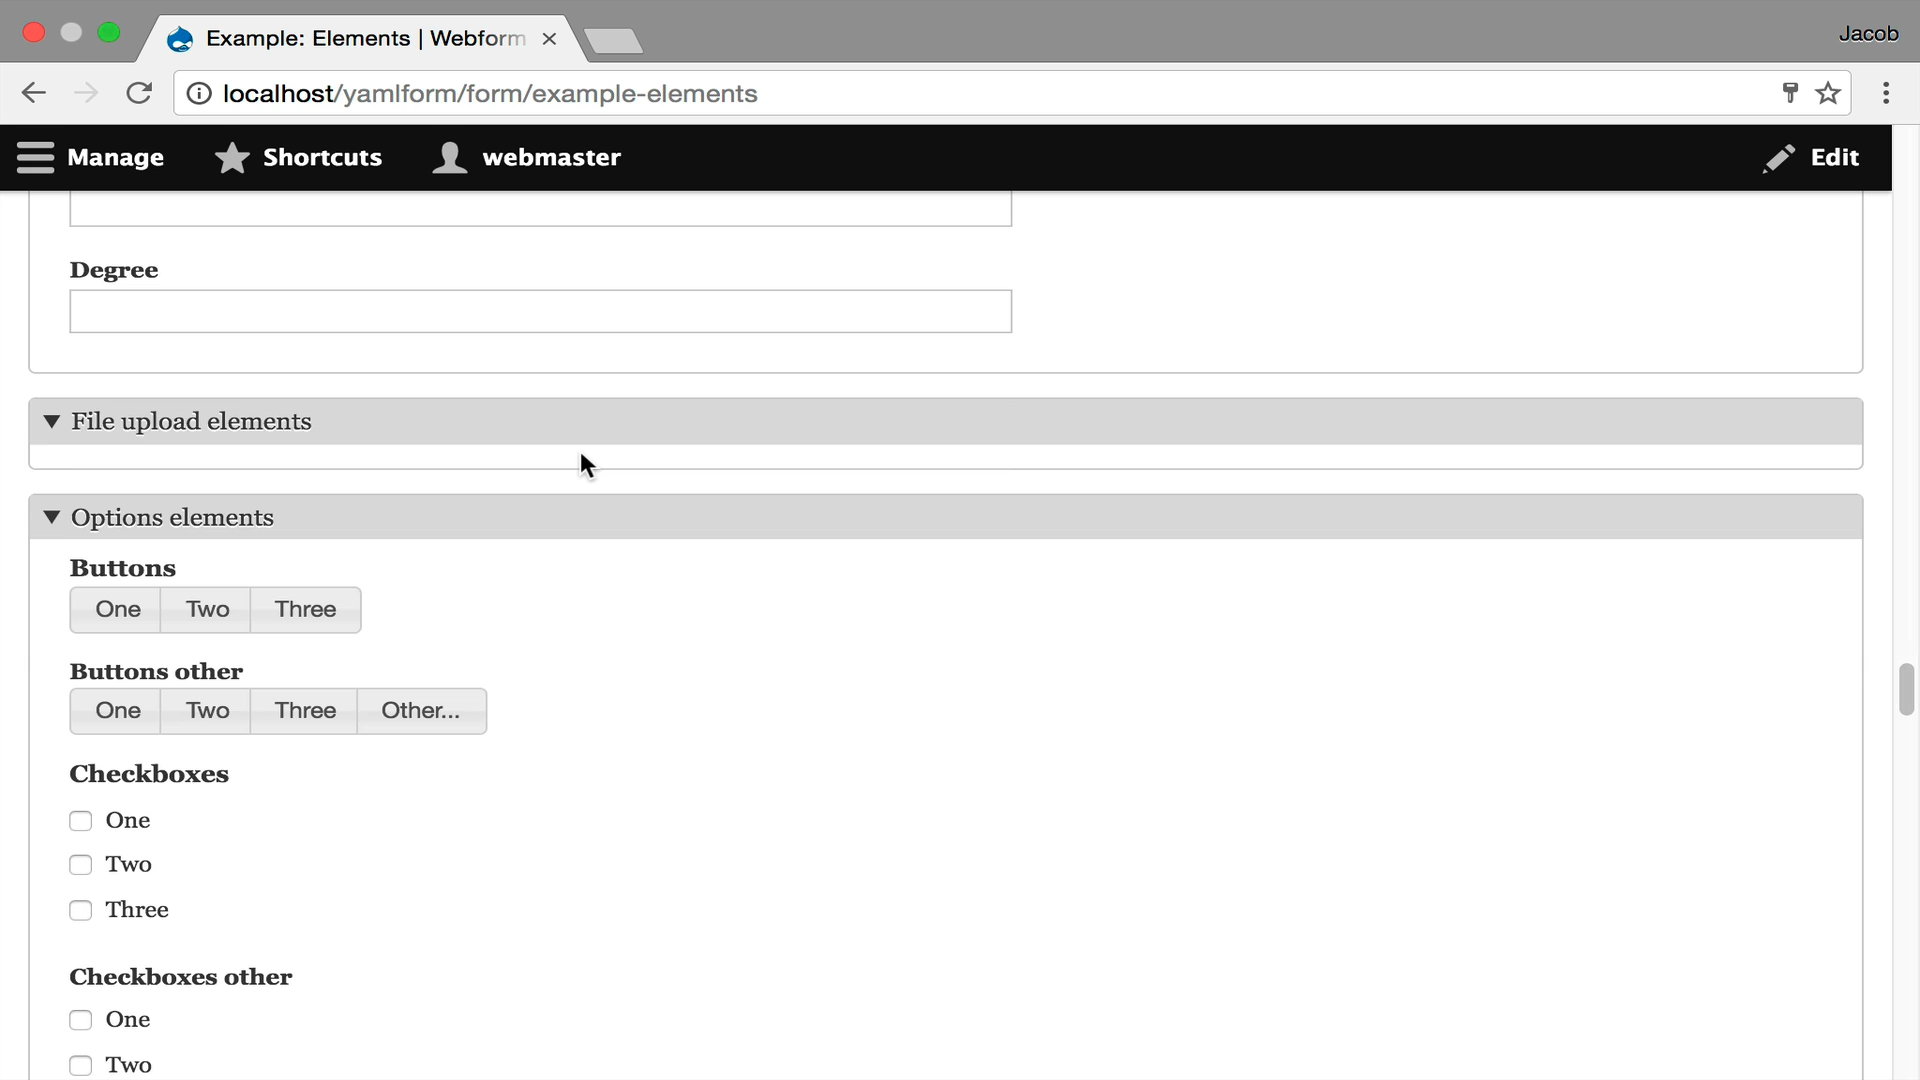 Example: Elements | Webform
Jacob
localhost/yamlform/form/example-elements
Manage
Shortcuts
webmaster
Edit
Degree
File upload elements
Options elements
Buttons
One Two Three
Buttons other
One Two Three Other...
Checkboxes
One
Two
Three
Checkboxes other
One
Two